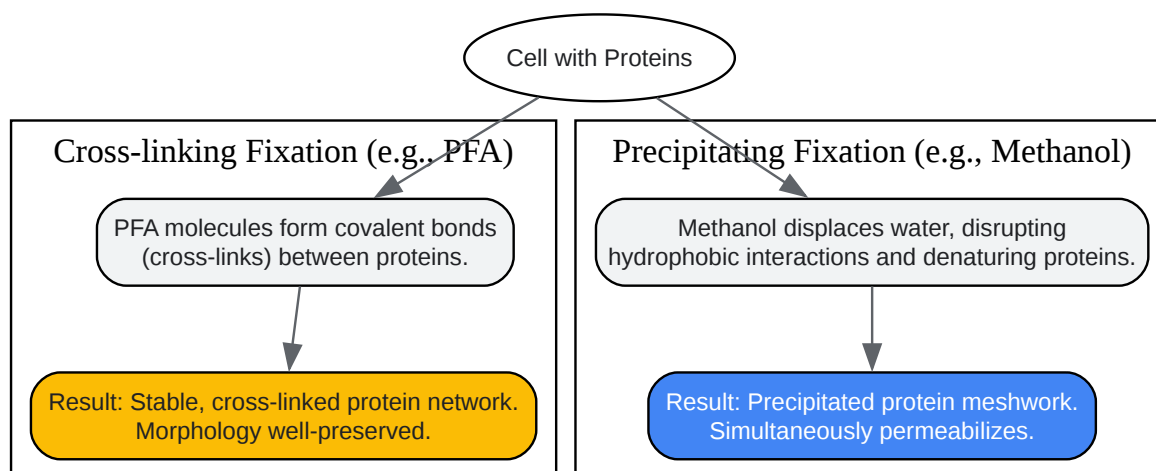 Cell with Proteins
Cross-linking Fixation (e.g., PFA)
PFA molecules form covalent bonds
(cross-links) between proteins.
Result: Stable, cross-linked protein network.
Morphology well-preserved.
Precipitating Fixation (e.g., Methanol)
Methanol displaces water, disrupting
hydrophobic interactions and denaturing proteins.
Result: Precipitated protein meshwork.
Simultaneously permeabilizes.